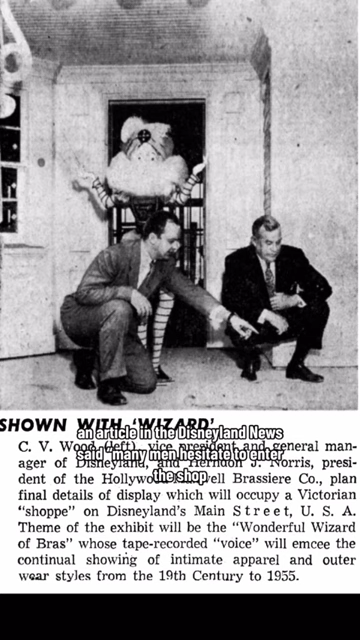 SHOWN WITH 'WIZARD'
an article in the Disneyland News
said "many men hesitate to enter
the shop
C. V. Wood (left), vice president and general man-
ager of Disneyland, and Herndon J. Norris, presi-
dent of the Hollywood Maxwell Brassiere Co., plan
final details of display which will occupy a Victorian
"shoppe" on Disneyland's Main Street, U. S. A.
Theme of the exhibit will be the "Wonderful Wizard
of Bras" whose tape-recorded "voice" will emcee the
continual showing of intimate apparel and outer
wear styles from the 19th Century to 1955.